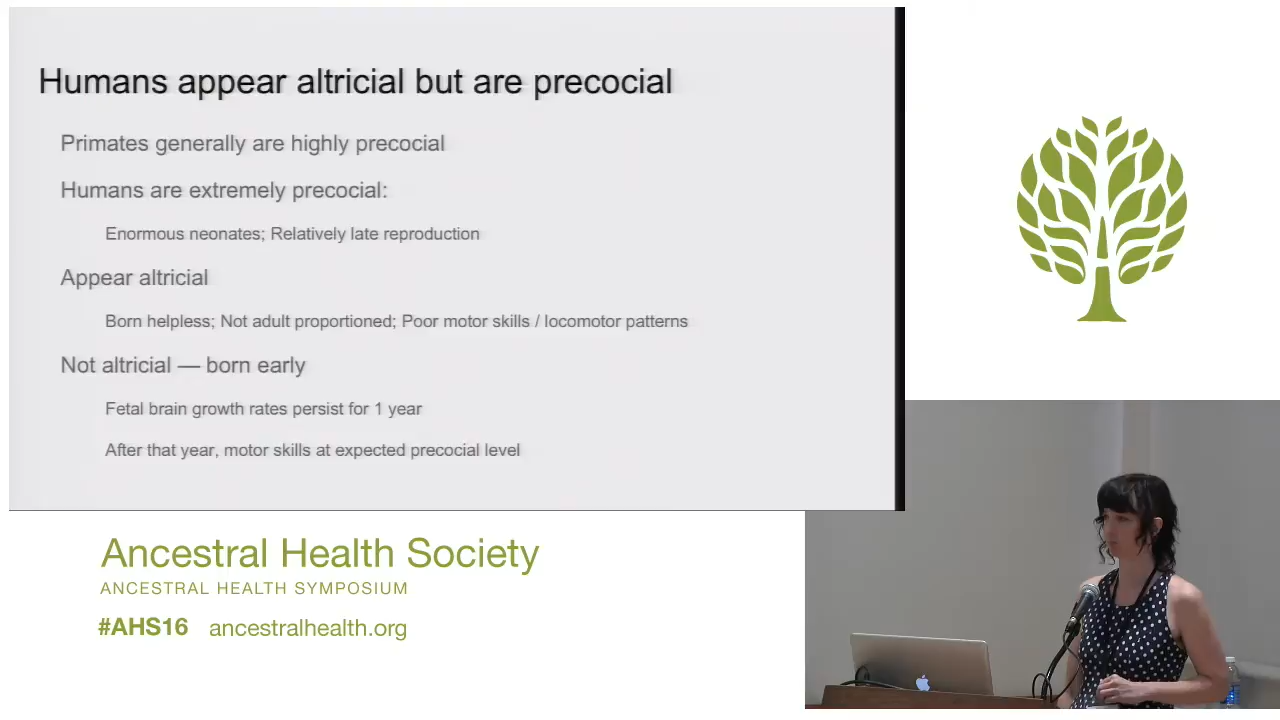 Humans appear altricial but are precocial
Primates generally are highly precocial
Humans are extremely precocial:
Enormous neonates; Relatively late reproduction
Appear altricial
Born helpless; Not adult proportioned; Poor motor skills / locomotor patterns
Not altricial — born early
Fetal brain growth rates persist for 1 year
After that year, motor skills at expected precocial level
Ancestral Health Society
ANCESTRAL HEALTH SYMPOSIUM
#AHS16 ancestralhealth.org